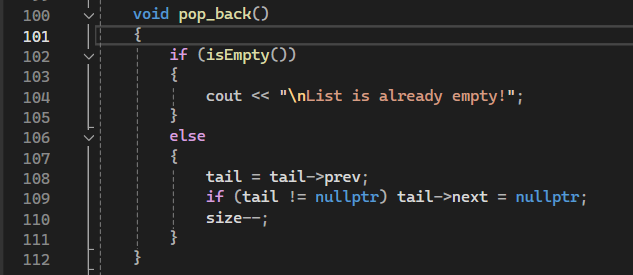 100 void pop_back()
101 {
102 if (isEmpty())
103 {
104 cout << "\nList is already empty!";
105 }
106 else
107 {
108 tail = tail->prev;
109 if (tail != nullptr) tail->next = nullptr;
110 size--;
111 }
112 }